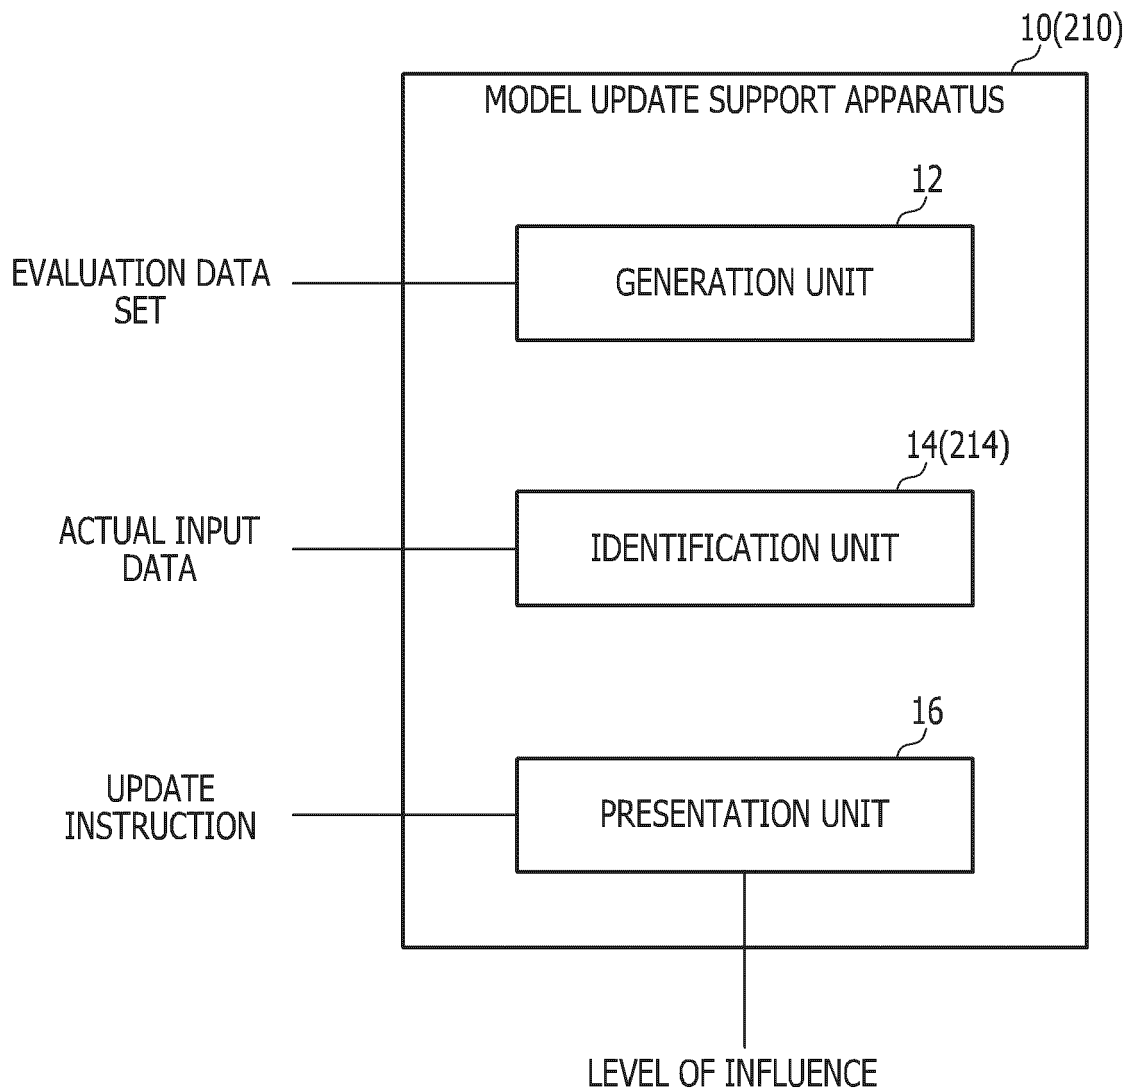 10(210)
MODEL UPDATE SUPPORT APPARATUS
12
EVALUATION DATA
SET
GENERATION UNIT
14(214)
ACTUAL INPUT
DATA
IDENTIFICATION UNIT
16
UPDATE
INSTRUCTION
PRESENTATION UNIT
LEVEL OF INFLUENCE